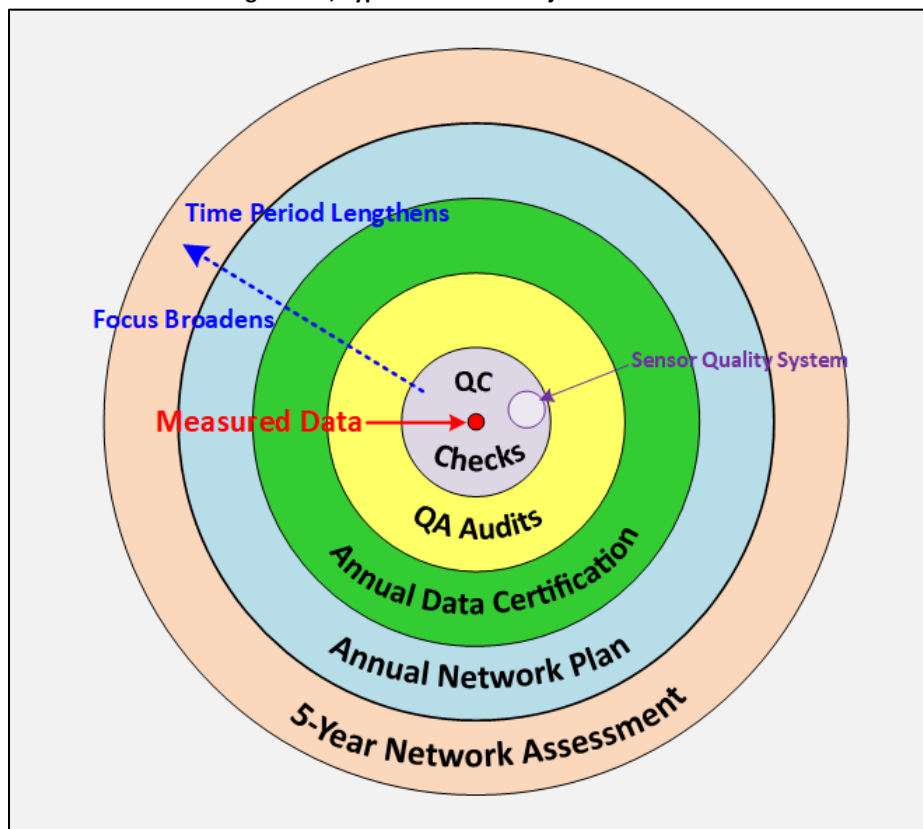 Time Period Lengthens
Focus Broadens
Sensor Quality System
QC
Measured Data
Checks
QA Audits
Annual Data Certification
Annual Network Plan
5-Year Network Assessment